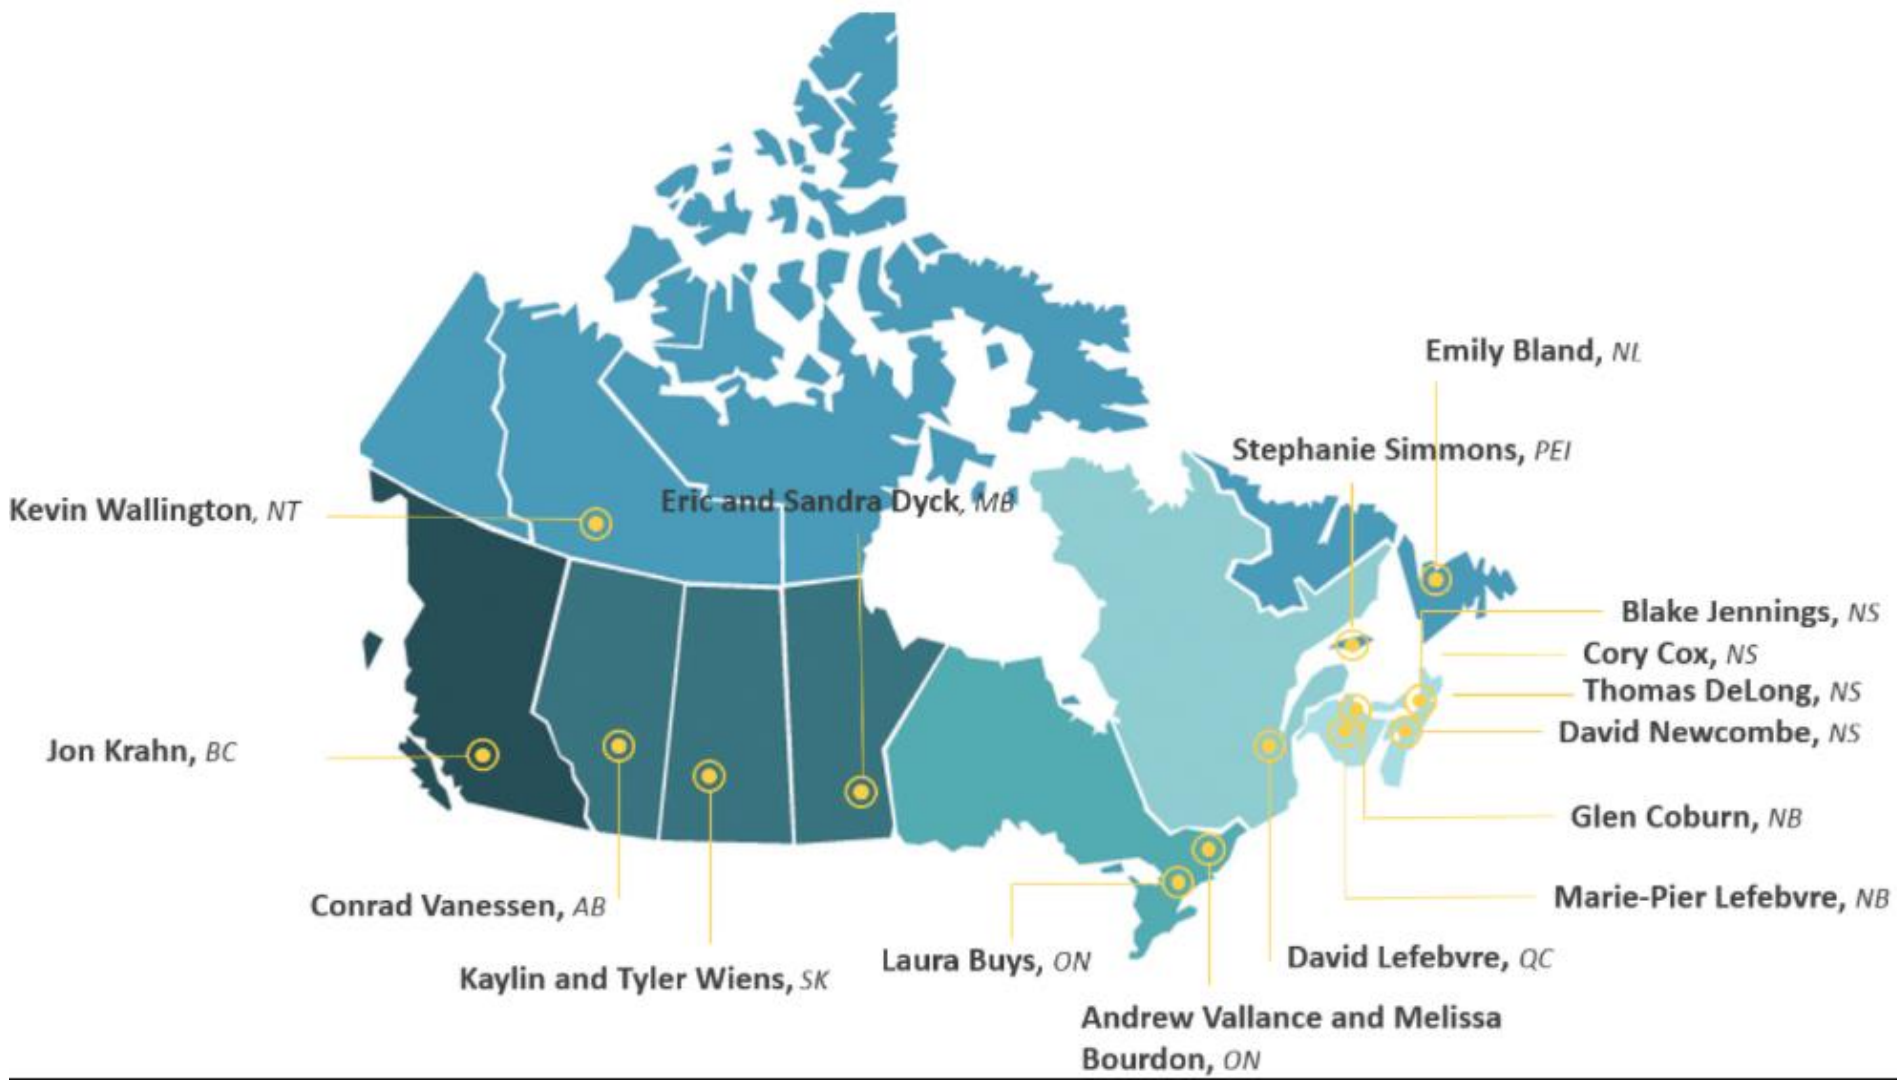 Emily Bland, NL
Stephanie Simmons, PEI
Eric and Sandra Dyck, MB
Kevin Wallington, NT
Blake Jennings, NS
Cory Cox, NS
Thomas DeLong, NS
David Newcombe, NS
Jon Krahn, BC
Glen Coburn, NB
Marie-Pier Lefebvre, NB
Conrad Vanessen, AB
Kaylin and Tyler Wiens, SK
Laura Buys, ON
David Lefebvre, QC
Andrew Vallance and Melissa
Bourdon, ON